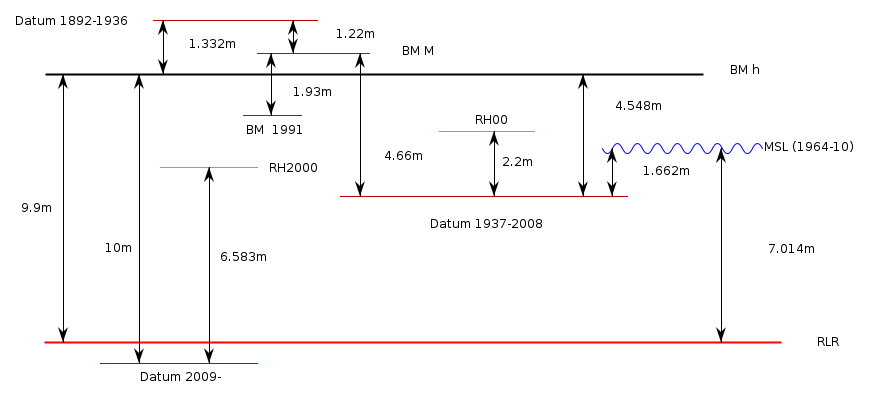 Datum 1892-1936
1.332m
1.22m
BM M
BM h
1.93m
4.548m
BM 1991
RH00
MSL (1964-10)
4.66m
2.2m
1.662m
RH2000
9.9m
Datum 1937-2008
10m
6.583m
7.014m
RLR
Datum 2009-